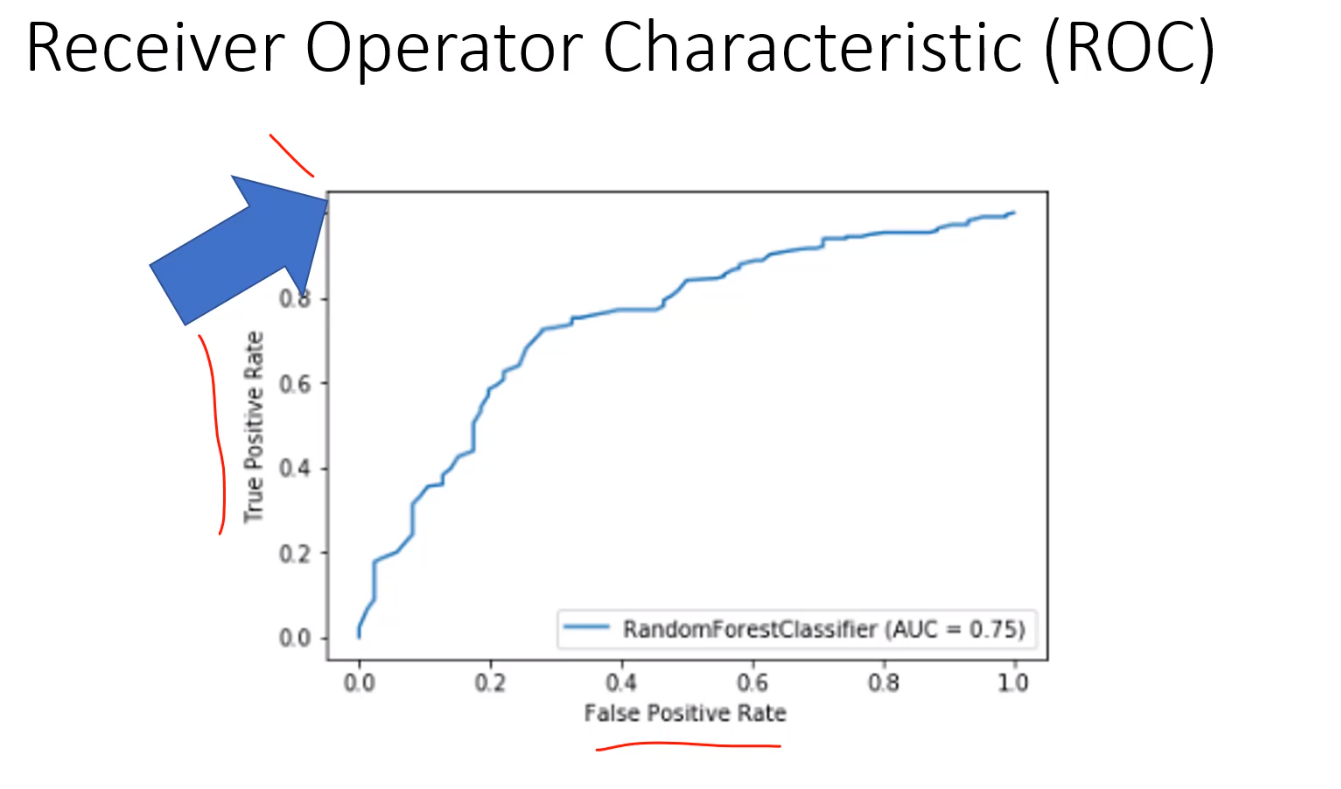 Receiver Operator Characteristic (ROC)
0.8
0.6
0.4
0.2
0.0
True Positive Rate
RandomForestClassifier (AUC = 0.75)
0.0 0.2 0.4 0.6 0.8 1.0
False Positive Rate